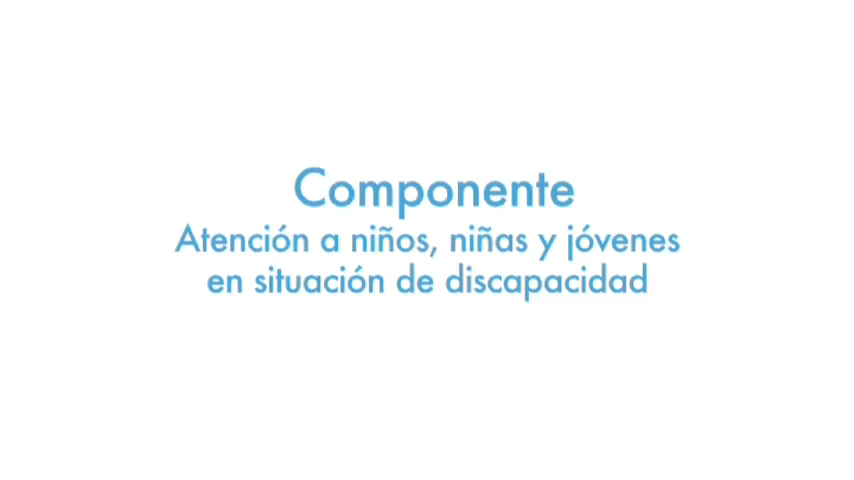 Componente
Atención a niños, niñas y jóvenes
en situación de discapacidad